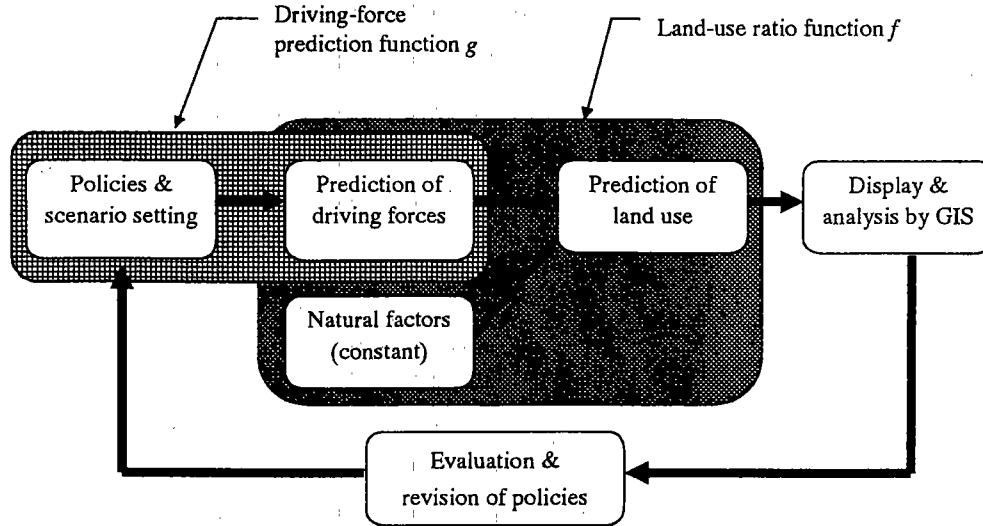 Driving-force
prediction function g
Land-use ratio function f
Policies &
scenario setting
Prediction of
driving forces
Prediction of
land use
Display &
analysis by GIS
Natural factors
(constant)
Evaluation &
revision of policies